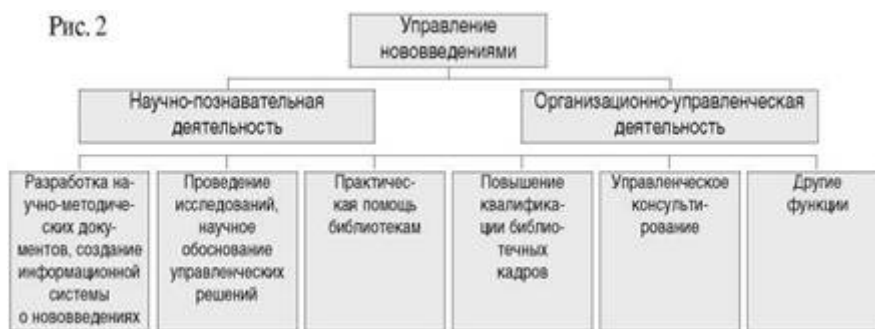 Рис. 2
Управление
нововведениями
Научно-познавательная
деятельность
Организационно-управленческая
деятельность
Разработка на-
учно-методиче-
ских доку-
ментов, создание
информационной
системы
о нововведениях
Проведение
исследований,
научное
обоснование
управленческих
решений
Практичес-
кая помощь
библиотекам
Повышение
квалифика-
ции библио-
течных
кадров
Управленческое
консульти-
рование
Другие
функции